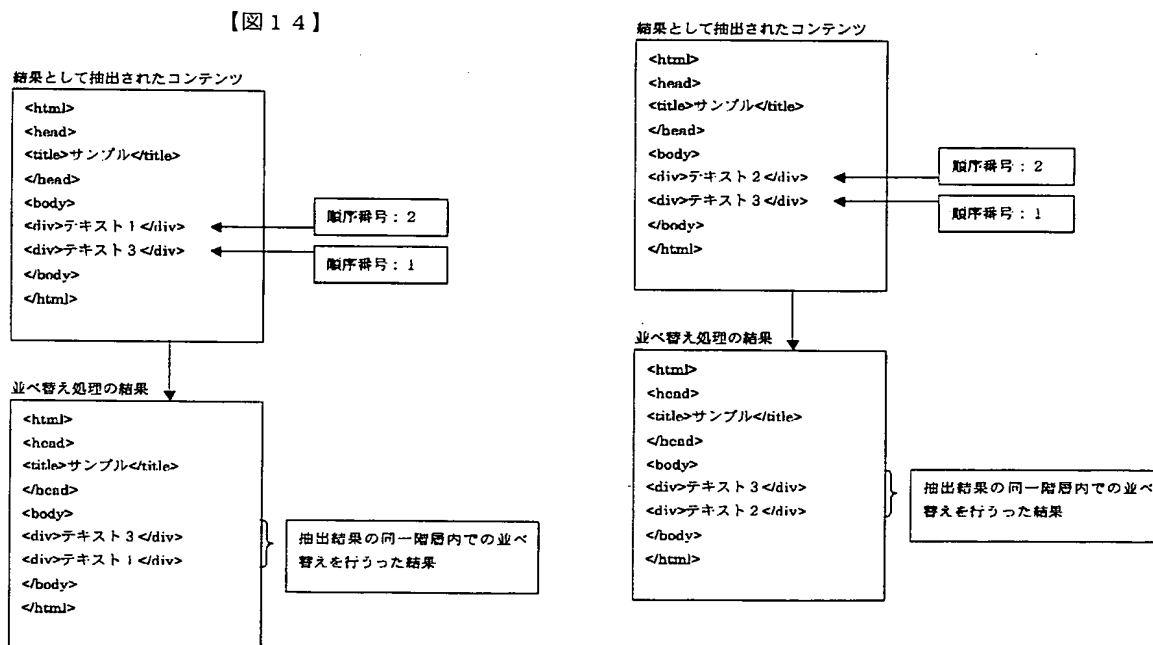 【図14】
結果として抽出されたコンテンツ
<html>
<head>
<title>サンプル</title>
</head>
<body>
<div>テキスト1</div>
<div>テキスト3</div>
</body>
</html>
順序番号:2
順序番号:1
並べ替え処理の結果
<html>
<head>
<title>サンプル</title>
</head>
<body>
<div>テキスト3</div>
<div>テキスト1</div>
</body>
</html>
抽出結果の同一階層内での並べ
替えを行うった結果
結果として抽出されたコンテンツ
<html>
<head>
<title>サンプル</title>
</head>
<body>
<div>テキスト2</div>
<div>テキスト3</div>
</body>
</html>
順序番号:2
順序番号:1
並べ替え処理の結果
<html>
<head>
<title>サンプル</title>
</head>
<body>
<div>テキスト3</div>
<div>テキスト2</div>
</body>
</html>
抽出結果の同一階層内での並べ
替えを行うった結果